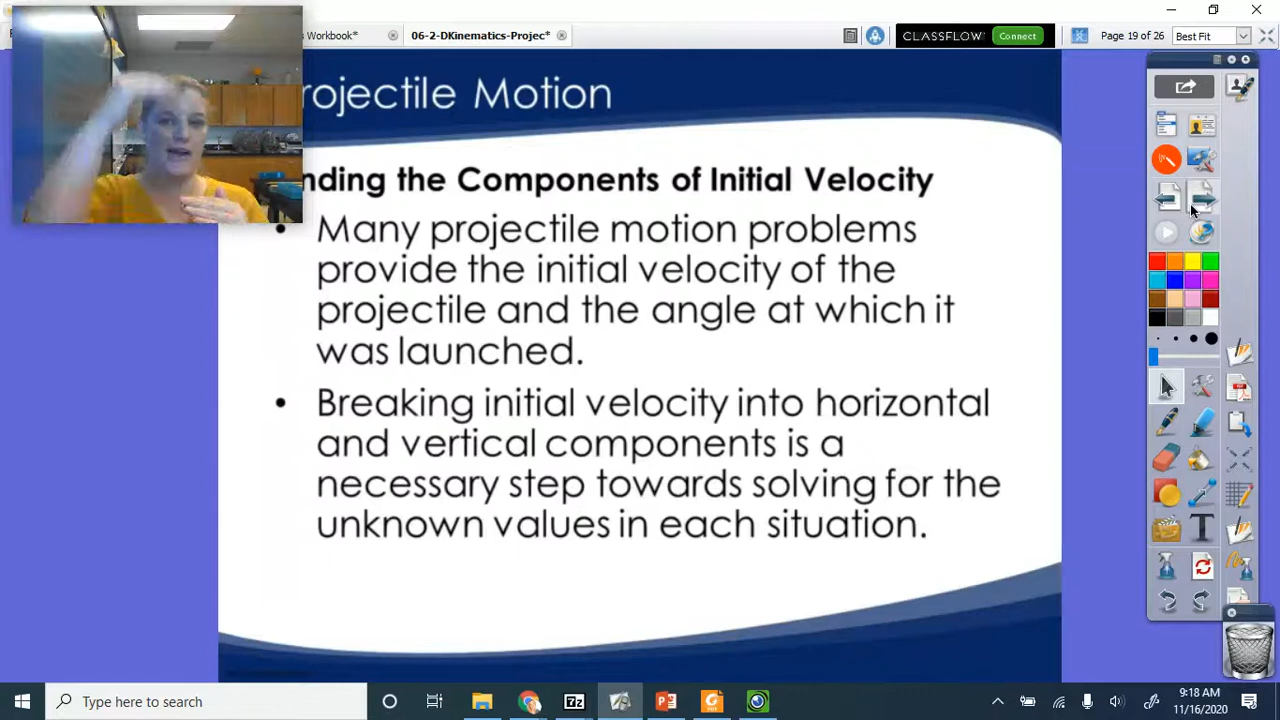 Workbook*
06-2-DKinematics-Projec*
CLASSFLOW Connect
Page 19 of 26
Best Fit
rojectile Motion
nding the Components of Initial Velocity
• Many projectile motion problems
provide the initial velocity of the
projectile and the angle at which it
was launched.
• Breaking initial velocity into horizontal
and vertical components is a
necessary step towards solving for the
unknown values in each situation.
Type here to search
9:18 AM
11/16/2020